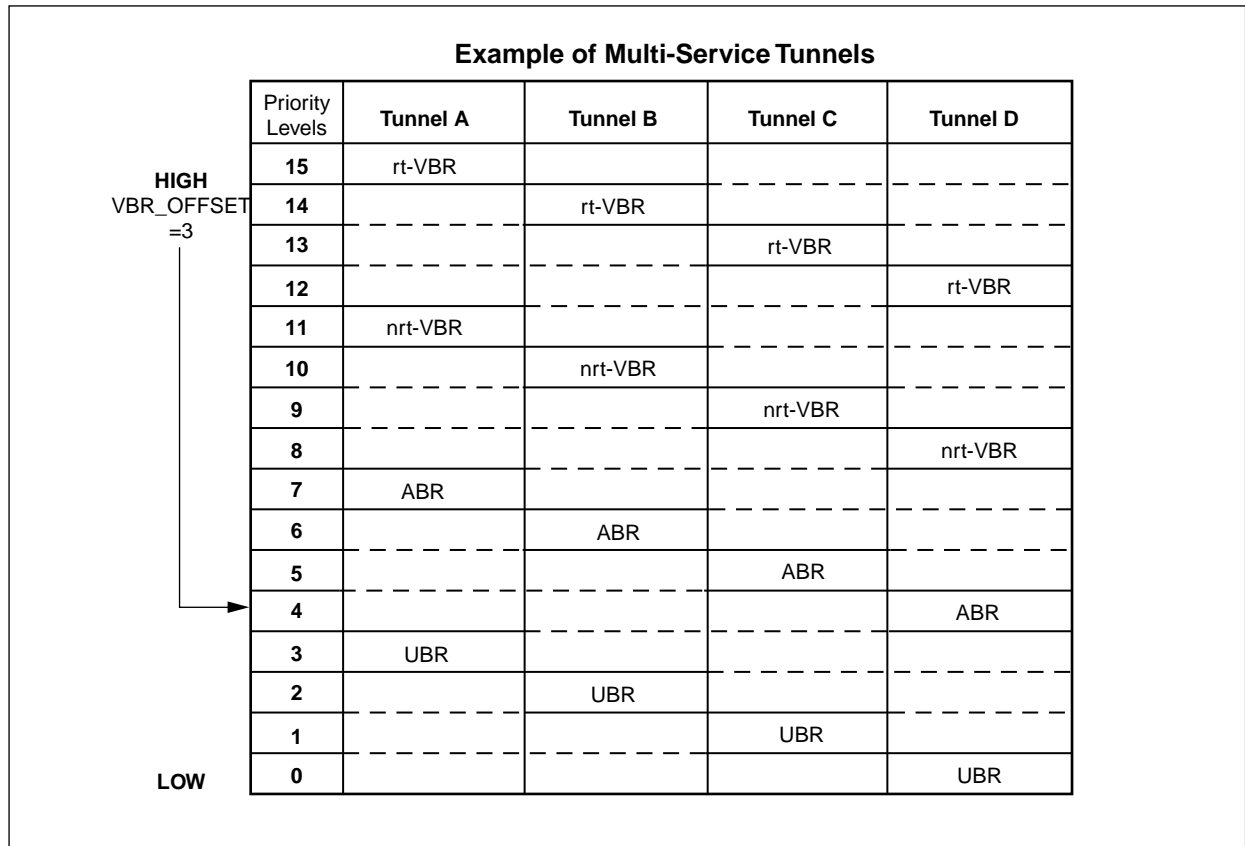 Example of Multi-Service Tunnels
Priority
Levels
Tunnel A
Tunnel B
Tunnel C
Tunnel D
HIGH
VBR_OFFSET
=3
15 rt-VBR
14 rt-VBR
13 rt-VBR
12 rt-VBR
11 nrt-VBR
10 nrt-VBR
9 nrt-VBR
8 nrt-VBR
7 ABR
6 ABR
5 ABR
4 ABR
3 UBR
2 UBR
1 UBR
LOW
0 UBR